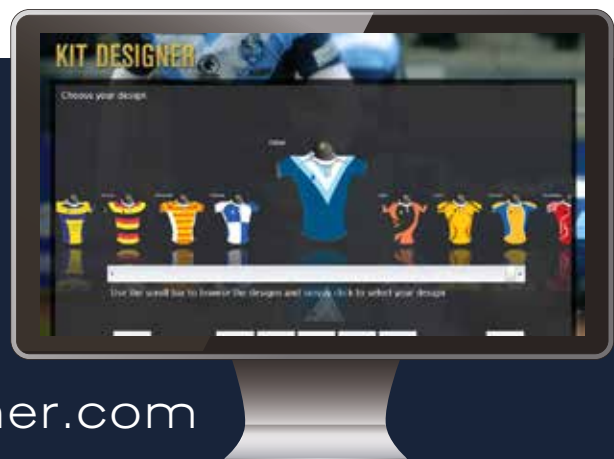 KIT DESIGNER
Choose your design
Use the scroll bar to browse the designs and simply click to select your design
ner.com